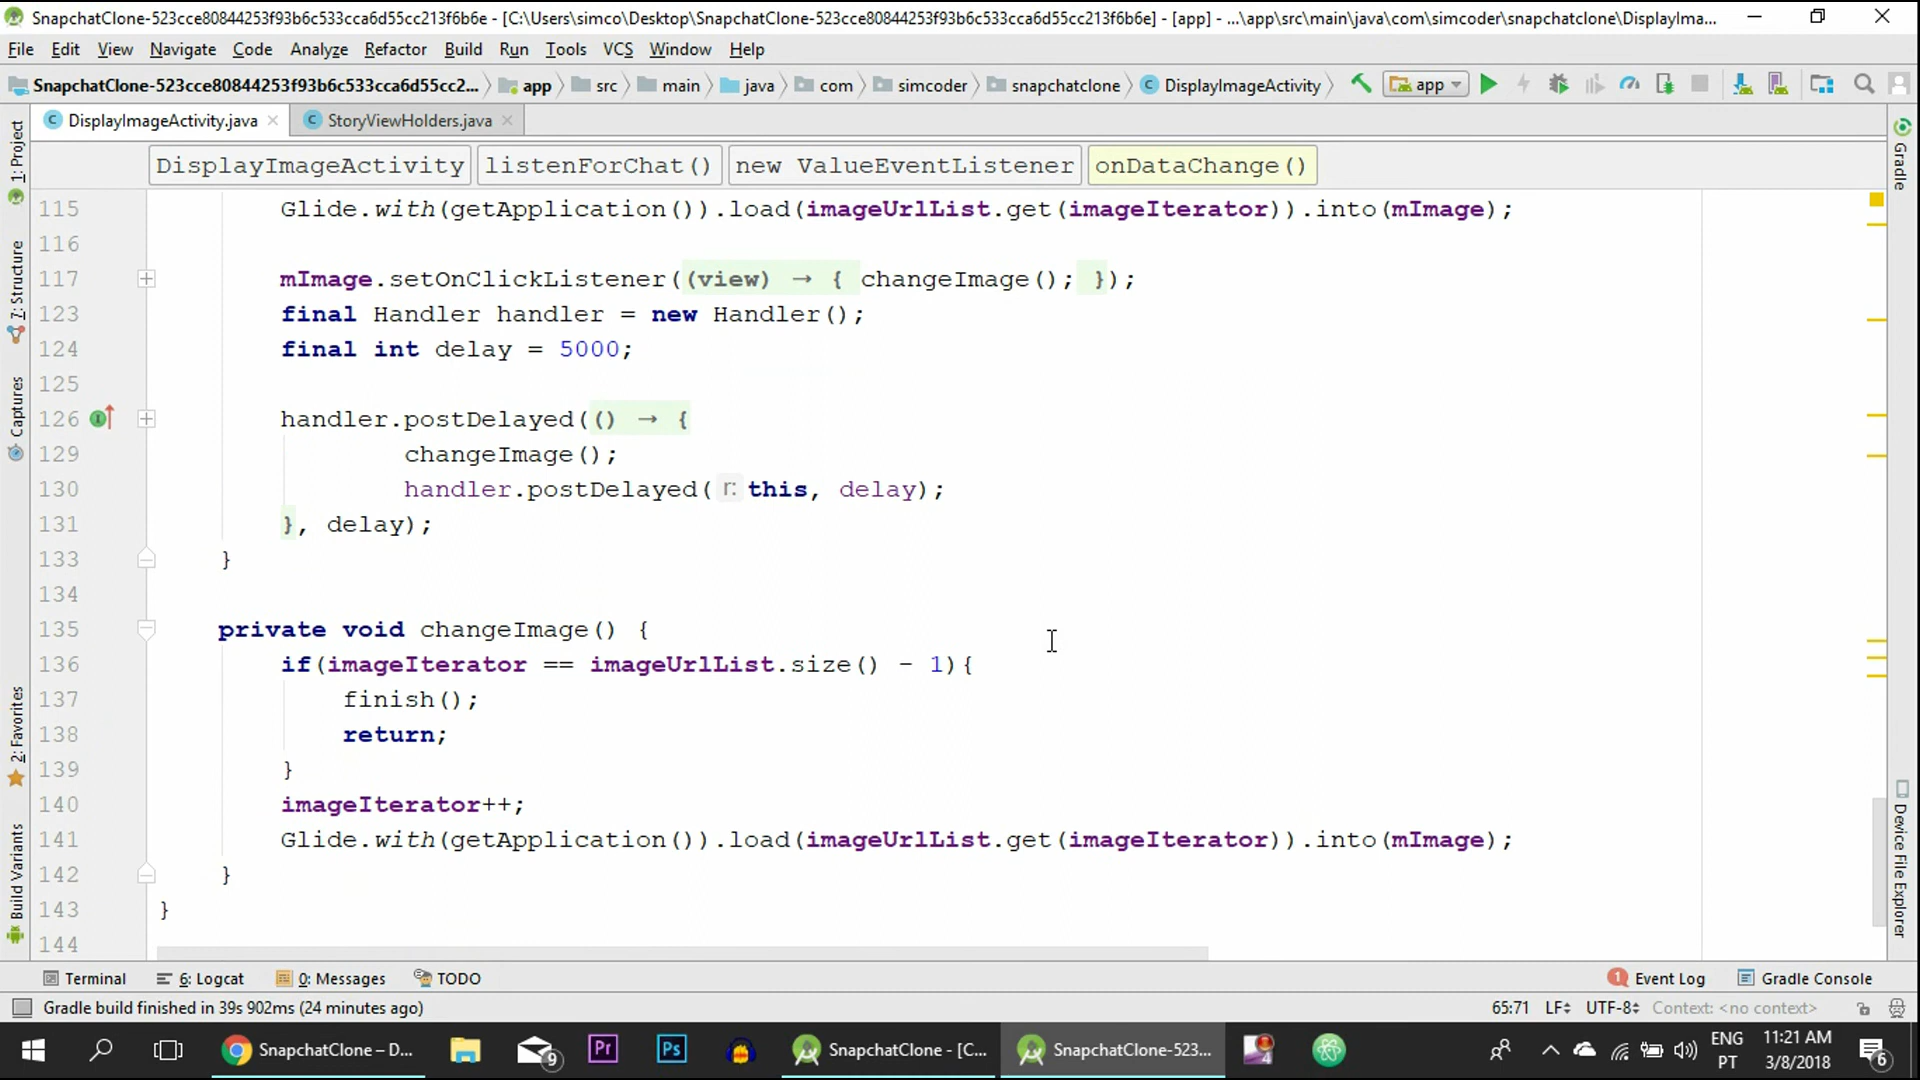 SnapchatClone-523cce80844253f93b6c533cca6d55cc213f6b6e - [C:\Users\simco\Desktop\SnapchatClone-523cce80844253f93b6c533cca6d55cc213f6b6e] - [app] - ...\app\src\main\java\com\simcoder\snapchatclone\DisplayIma...
File Edit View Navigate Code Analyze Refactor Build Run Tools VCS Window Help
SnapchatClone-523cce80844253f93b6c533cca6d55cc2... app src main java com simcoder snapchatclone DisplayImageActivity app
DisplayImageActivity.java StoryViewHolders.java
DisplayImageActivity listenForChat() new ValueEventListener onDataChange()
115 Glide.with(getApplication()).load(imageUrlList.get(imageIterator)).into(mImage);
116
117 mImage.setOnClickListener((view) → { changeImage(); });
123 final Handler handler = new Handler();
124 final int delay = 5000;
125
126 handler.postDelayed(() → {
129 changeImage();
130 handler.postDelayed( r: this, delay);
131 }, delay);
133 }
134
135 private void changeImage() {
136 if(imageIterator == imageUrlList.size() - 1){
137 finish();
138 return;
139 }
140 imageIterator++;
141 Glide.with(getApplication()).load(imageUrlList.get(imageIterator)).into(mImage);
142 }
143 }
144
1: Project
7: Structure
Captures
2: Favorites
Build Variants
Gradle
Device File Explorer
Terminal 6: Logcat 0: Messages TODO 1 Event Log Gradle Console
Gradle build finished in 39s 902ms (24 minutes ago) 65:71 LF UTF-8 Context: <no context>
SnapchatClone – D... 9 Pr Ps SnapchatClone - [C... SnapchatClone-523... 4 ENG 11:21 AM
PT 3/8/2018 6